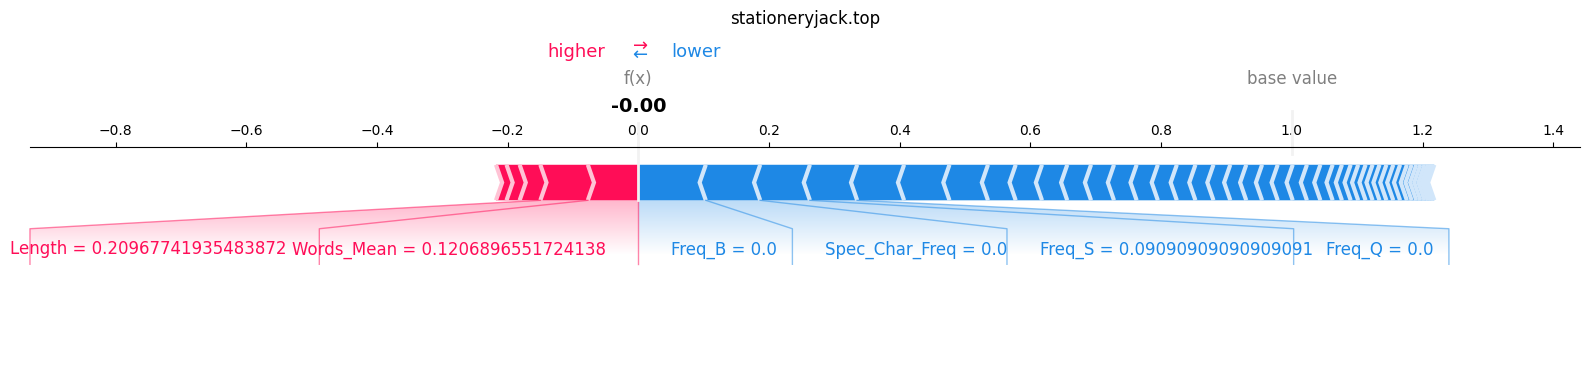 stationeryjack.top
higher ⇄ lower
f(x) base value
-0.00
−0.8 −0.6 −0.4 −0.2 0.0 0.2 0.4 0.6 0.8 1.0 1.2 1.4
Length = 0.20967741935483872 Words_Mean = 0.1206896551724138 Freq_B = 0.0 Spec_Char_Freq = 0.0 Freq_S = 0.09090909090909091 Freq_Q = 0.0